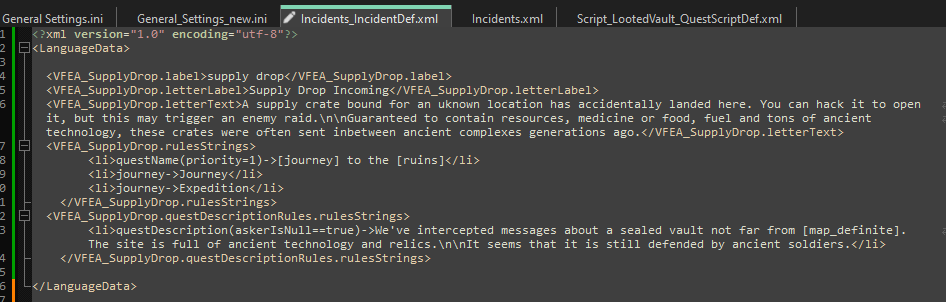 General Settings.ini General_Settings_new.ini Incidents_IncidentDef.xml Incidents.xml Script_LootedVault_QuestScriptDef.xml
1 <?xml version="1.0" encoding="utf-8"?>
2 <LanguageData>
3
4 <VFEA_SupplyDrop.label>supply drop</VFEA_SupplyDrop.label>
5 <VFEA_SupplyDrop.letterLabel>Supply Drop Incoming</VFEA_SupplyDrop.letterLabel>
6 <VFEA_SupplyDrop.letterText>A supply crate bound for an uknown location has accidentally landed here. You can hack it to open
it, but this may trigger an enemy raid.\n\nGuaranteed to contain resources, medicine or food, fuel and tons of ancient
technology, these crates were often sent inbetween ancient complexes generations ago.</VFEA_SupplyDrop.letterText>
7 <VFEA_SupplyDrop.rulesStrings>
8 <li>questName(priority=1)->[journey] to the [ruins]</li>
9 <li>journey->Journey</li>
0 <li>journey->Expedition</li>
1 </VFEA_SupplyDrop.rulesStrings>
2 <VFEA_SupplyDrop.questDescriptionRules.rulesStrings>
3 <li>questDescription(askerIsNull==true)->We've intercepted messages about a sealed vault not far from [map_definite].
The site is full of ancient technology and relics.\n\nIt seems that it is still defended by ancient soldiers.</li>
4 </VFEA_SupplyDrop.questDescriptionRules.rulesStrings>
5
6 </LanguageData>
7